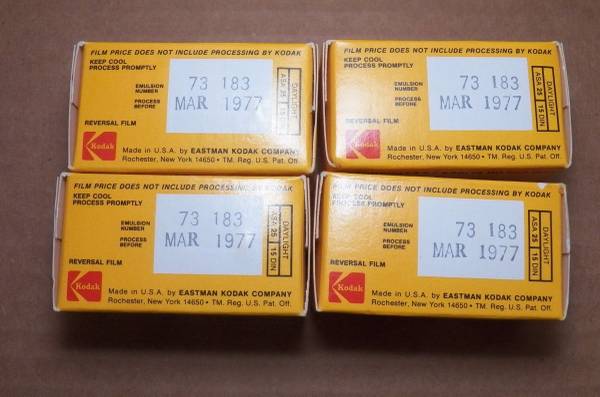 FILM PRICE DOES NOT INCLUDE PROCESSING BY KODAK
KEEP COOL
PROCESS PROMPTLY
EMULSION
NUMBER
73 183
PROCESS
BEFORE
MAR 1977
DAYLIGHT
ASA 25 15 DIN
REVERSAL FILM
Kodak
Made in U.S.A. by EASTMAN KODAK COMPANY
Rochester, New York 14650 • TM. Reg. U.S. Pat. Off.
FILM PRICE DOES NOT INCLUDE PROCESSING BY KODAK
KEEP COOL
PROCESS PROMPTLY
EMULSION
NUMBER
73 183
PROCESS
BEFORE
MAR 1977
DAYLIGHT
ASA 25 15 DIN
REVERSAL FILM
Kodak
Made in U.S.A. by EASTMAN KODAK COMPANY
Rochester, New York 14650 • TM. Reg. U.S. Pat. Off.
FILM PRICE DOES NOT INCLUDE PROCESSING BY KODAK
KEEP COOL
PROCESS PROMPTLY
EMULSION
NUMBER
73 183
PROCESS
BEFORE
MAR 1977
DAYLIGHT
ASA 25 15 DIN
REVERSAL FILM
Kodak
Made in U.S.A. by EASTMAN KODAK COMPANY
Rochester, New York 14650 • TM. Reg. U.S. Pat. Off.
FILM PRICE DOES NOT INCLUDE PROCESSING BY KODAK
KEEP COOL
PROCESS PROMPTLY
EMULSION
NUMBER
73 183
PROCESS
BEFORE
MAR 1977
DAYLIGHT
ASA 25 15 DIN
REVERSAL FILM
Kodak
Made in U.S.A. by EASTMAN KODAK COMPANY
Rochester, New York 14650 • TM. Reg. U.S. Pat. Off.